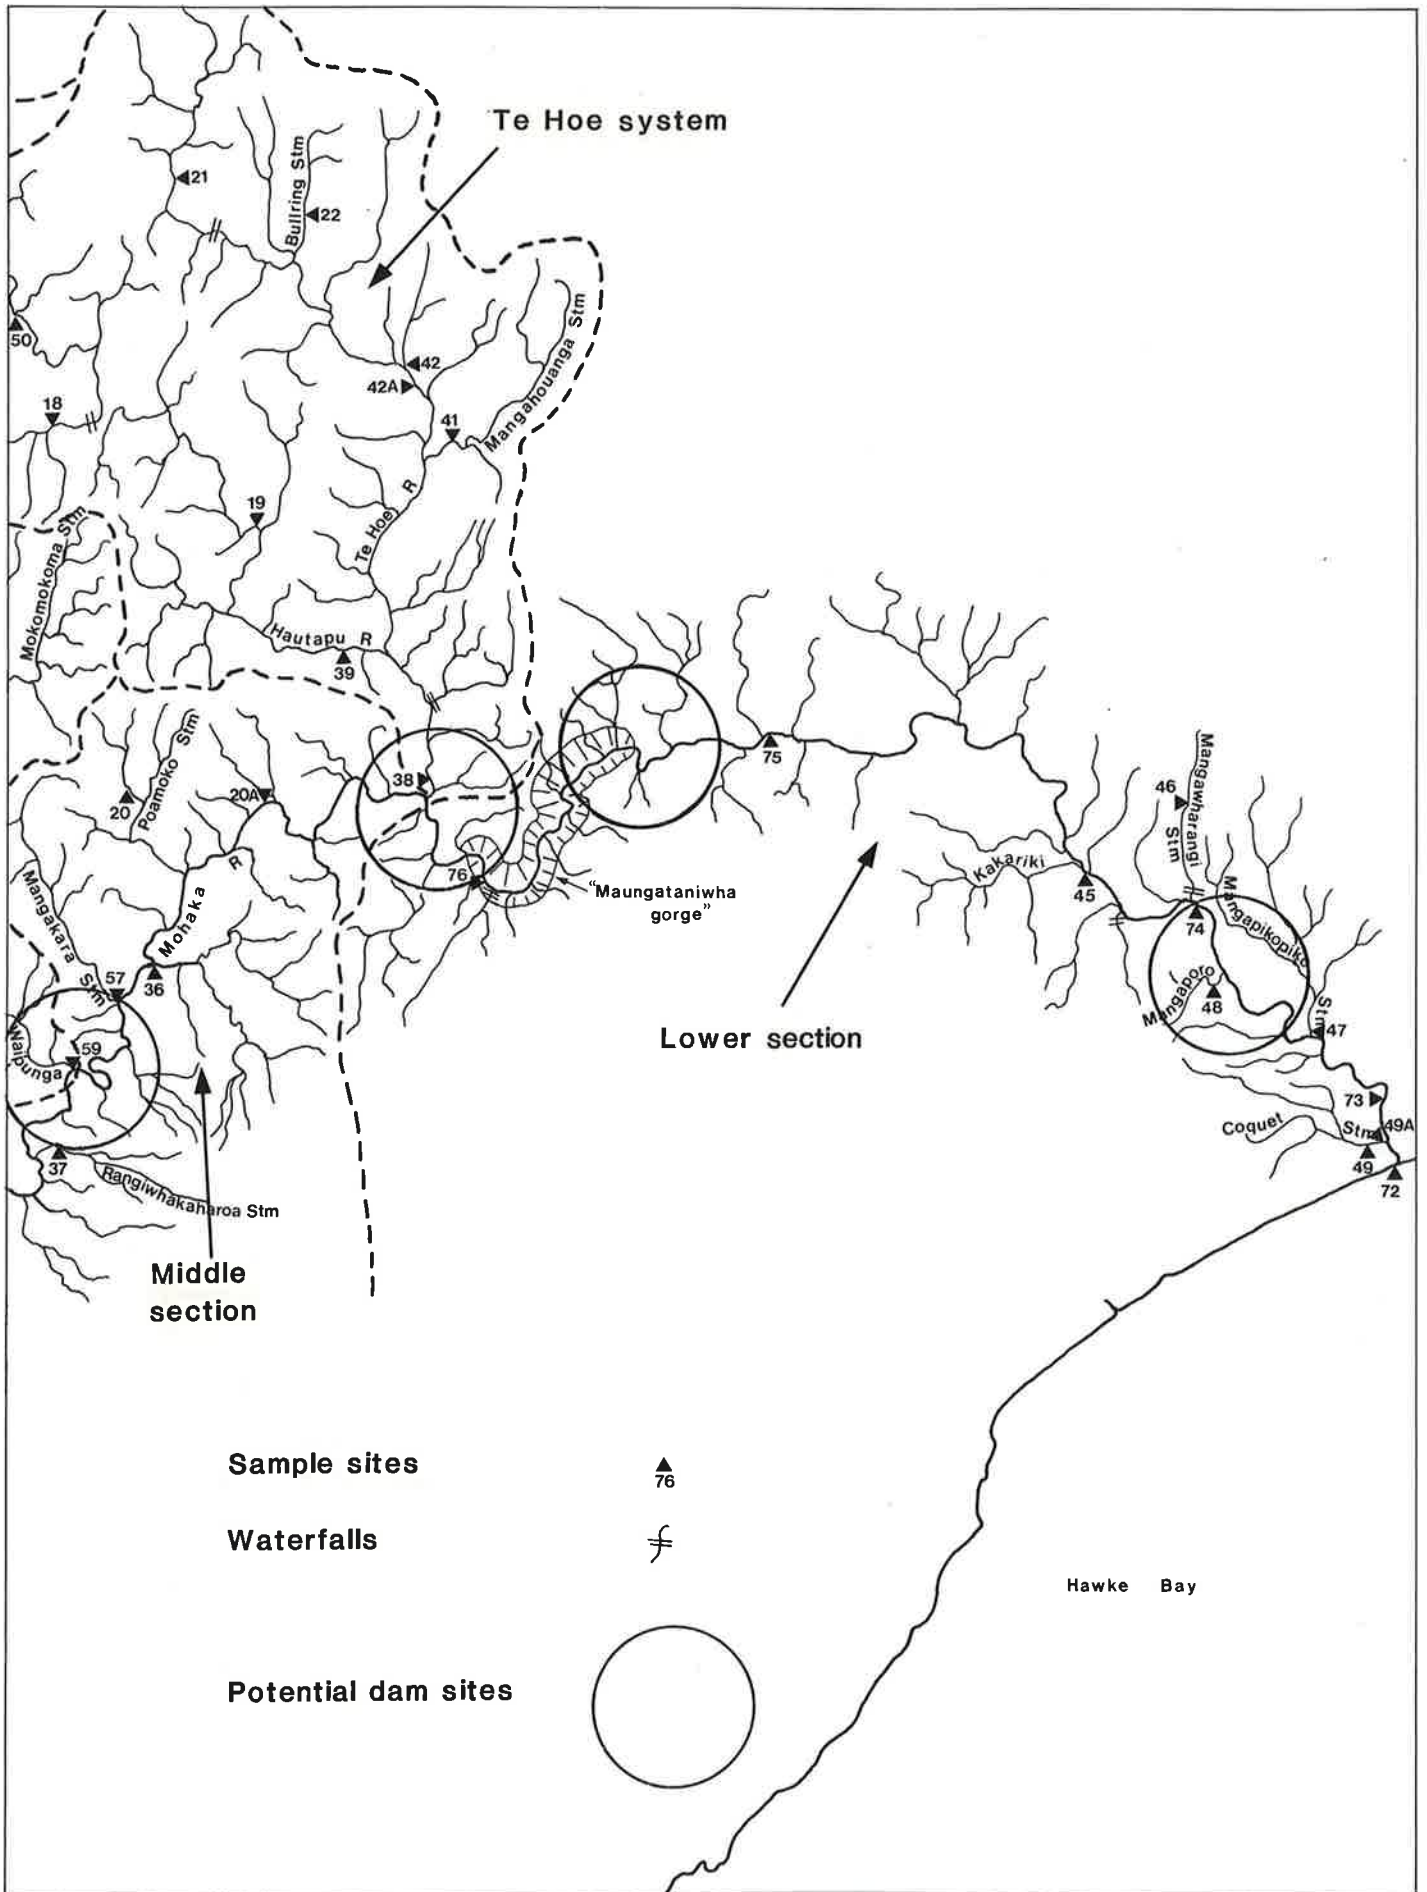 Te Hoe system
21
Bullring Stm
22
50
42
42A
Mangahouanga Stm
18
41
19
Te Hoe R
Mokomokoma Stm
Hautapu R
39
Poamoko Stm
20
20A
38
75
76
"Maungataniwha
gorge"
Mangawharangi
Stm
46
Kakariki
45
74
Mangapikopiko
Stm
Mangaporo
48
47
Mohaka R
Mangakara Stm
36
57
59
Waipunga
Lower section
73
Coquet Stm
49A
49
72
37
Rangiwhakaharoa Stm
Middle
section
Sample sites
76
Waterfalls
Hawke Bay
Potential dam sites